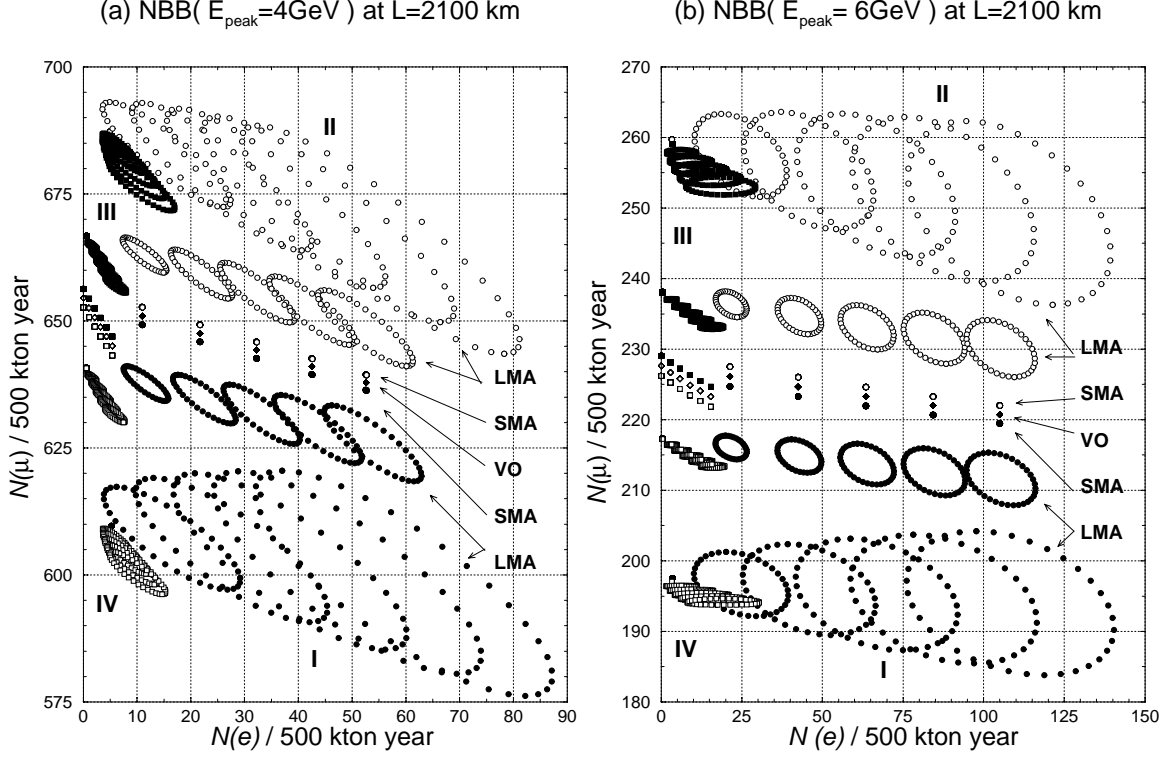 (a) NBB( E_peak=4GeV ) at L=2100 km
700
675
650
625
600
575
0 10 20 30 40 50 60 70 80 90
N(μ) / 500 kton year
N(e) / 500 kton year
II
III
IV
I
LMA
SMA
VO
SMA
LMA
(b) NBB( E_peak= 6GeV ) at L=2100 km
270
260
250
240
230
220
210
200
190
180
0 25 50 75 100 125 150
N(μ) / 500 kton year
N (e) / 500 kton year
II
III
IV
I
LMA
SMA
VO
SMA
LMA